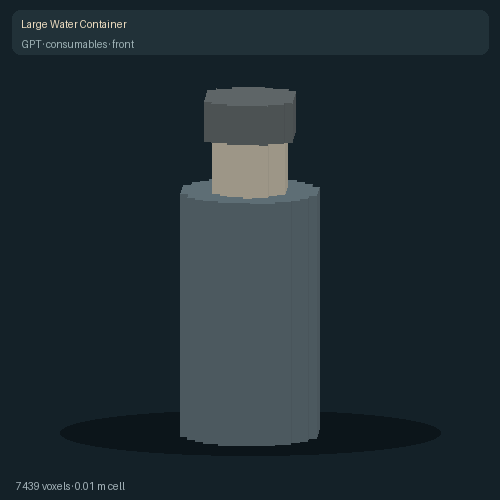 Large Water Container
GPT·consumables·front
7439 voxels·0.01 m cell